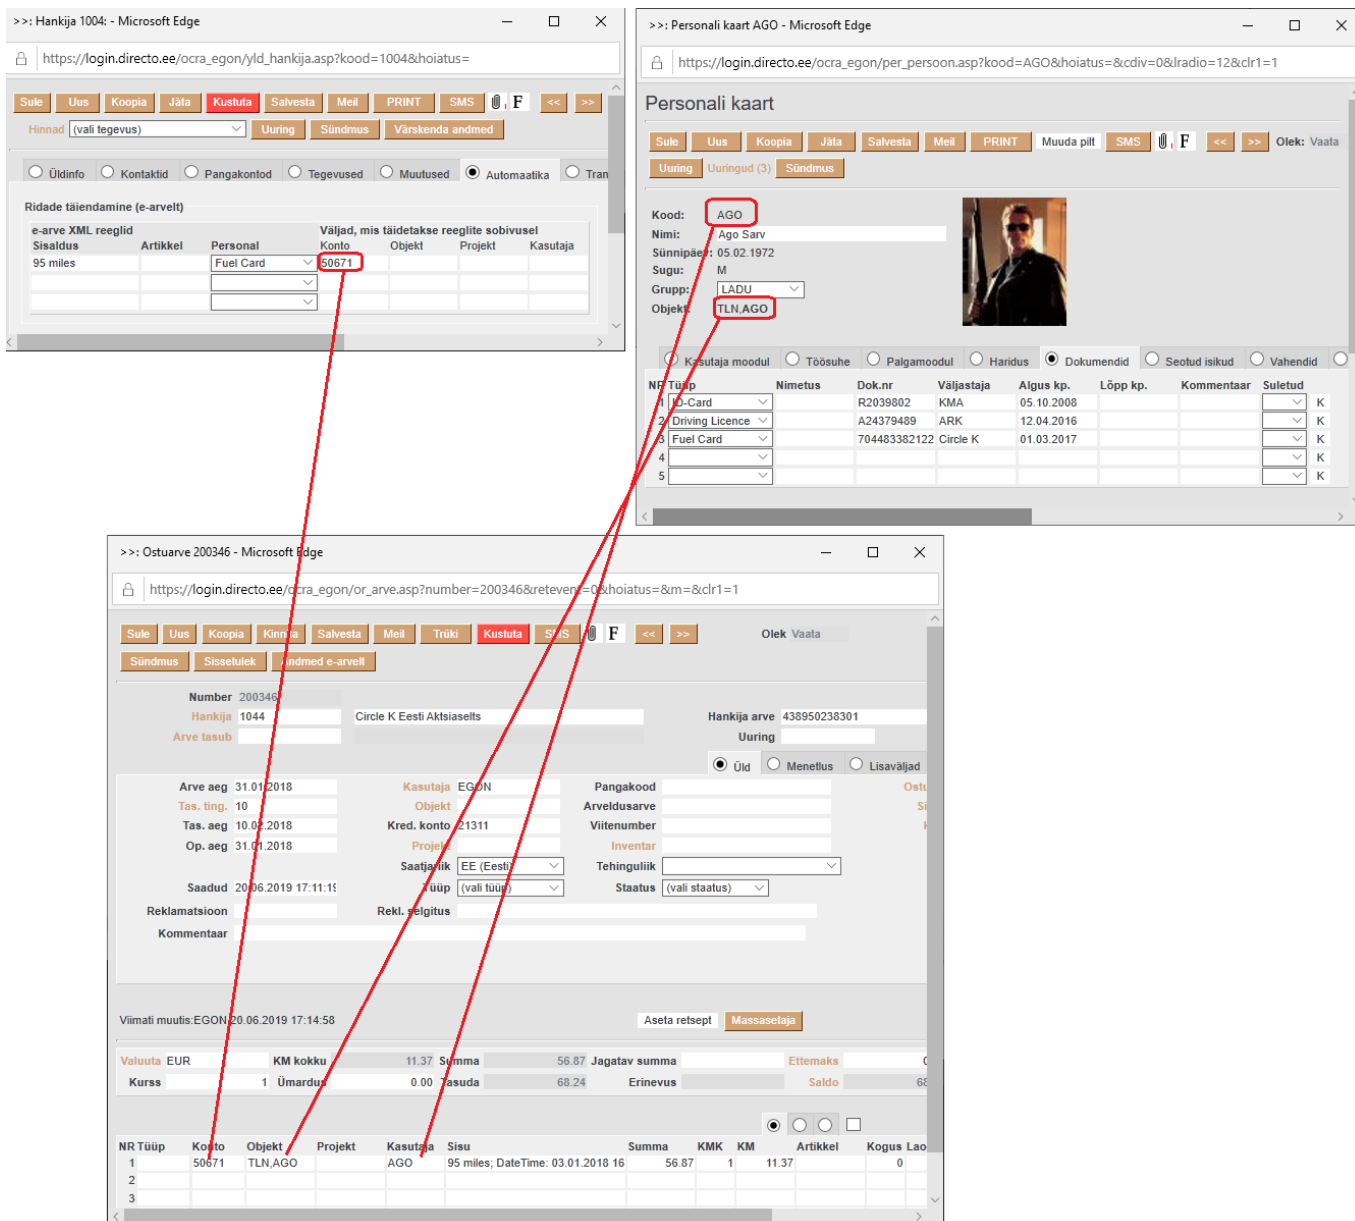 >>: Hankija 1004: - Microsoft Edge
https://login.directo.ee/ocra_egon/yld_hankija.asp?kood=1004&hoiatus=
Sule Uus Koopia Jäta Kustuta Salvesta Meil PRINT SMS F << >>
Hinnad (vali tegevus) Uuring Sündmus Värskenda andmed
Üldinfo Kontaktid Pangakontod Tegevused Muutused Automaatika Tran
Ridade täiendamine (e-arvelt)
e-arve XML reeglid Väljad, mis täidetakse reeglite sobivusel
Sisaldus Artikkel Personal Konto Objekt Projekt Kasutaja
95 miles Fuel Card 50671
>>: Personali kaart AGO - Microsoft Edge
https://login.directo.ee/ocra_egon/per_persoon.asp?kood=AGO&hoiatus=&cdiv=0&lradio=12&clr1=1
Personali kaart
Sule Uus Koopia Jäta Salvesta Meil PRINT Muuda pilt SMS F << >> Olek: Vaata
Uuring Uuringud (3) Sündmus
Kood: AGO
Nimi: Ago Sarv
Sünnipäev: 05.02.1972
Sugu: M
Grupp: LADU
Objekt: TLN,AGO
Kasutaja moodul Töösuhe Palgamoodul Haridus Dokumendid Seotud isikud Vahendid
NR Tüüp Nimetus Dok.nr Väljastaja Algus kp. Lõpp kp. Kommentaar Suletud
1 ID-Card R2039802 KMA 05.10.2008 K
2 Driving Licence A24379489 ARK 12.04.2016 K
3 Fuel Card 704483382122 Circle K 01.03.2017 K
4 K
5 K
>>: Ostuarve 200346 - Microsoft Edge
https://login.directo.ee/ocra_egon/or_arve.asp?number=200346&retevent=0&hoiatus=&m=&clr1=1
Sule Uus Koopia Kinnita Salvesta Meil Trüki Kustuta SMS F << >> Olek Vaata
Sündmus Sissetulek Andmed e-arvelt
Number 200346
Hankija 1044 Circle K Eesti Aktsiaselts Hankija arve 438950238301
Arve tasub Uuring
Üld Menetlus Lisaväljad
Arve aeg 31.01.2018 Kasutaja EGON Pangakood Ostu
Tas. ting. 10 Objekt Arveldusarve Si
Tas. aeg 10.02.2018 Kred. konto 21311 Viitenumber
Op. aeg 31.01.2018 Projekt Inventar
Saatjariik EE (Eesti) Tehinguliik
Saadud 20.06.2019 17:11:19 Tüüp (vali tüüp) Staatus (vali staatus)
Reklamatsioon Rekl. selgitus
Kommentaar
Viimati muutis:EGON 20.06.2019 17:14:58 Aseta retsept Massasetaja
Valuuta EUR KM kokku 11.37 Summa 56.87 Jagatav summa Ettemaks 0
Kurss 1 Ümardus 0.00 Tasuda 68.24 Erinevus Saldo 68
NR Tüüp Konto Objekt Projekt Kasutaja Sisu Summa KMK KM Artikkel Kogus Lao
1 50671 TLN,AGO AGO 95 miles; DateTime: 03.01.2018 16 56.87 1 11.37 0
2
3